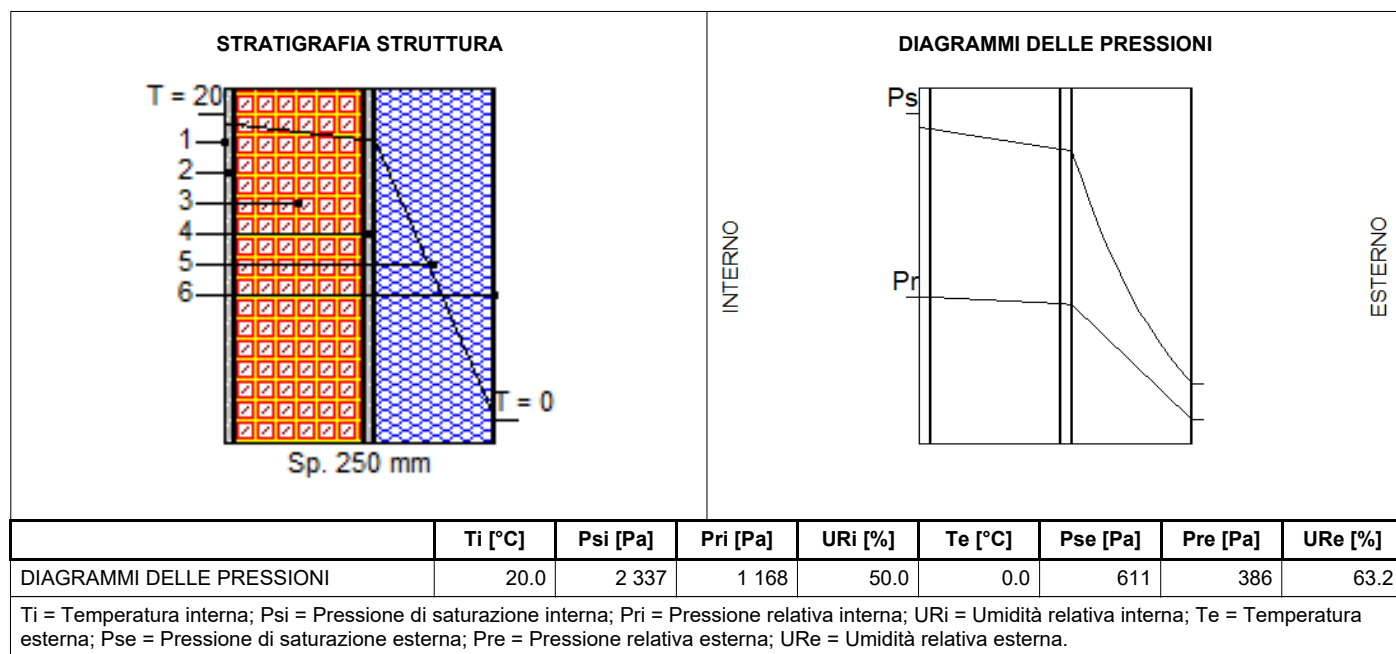 STRATIGRAFIA STRUTTURA
T = 20
1
2
3
4
5
6
T = 0
Sp. 250 mm
DIAGRAMMI DELLE PRESSIONI
Ps
Pr
INTERNO
ESTERNO
Ti [°C] Psi [Pa] Pri [Pa] URi [%] Te [°C] Pse [Pa] Pre [Pa] URe [%]
DIAGRAMMI DELLE PRESSIONI 20.0 2 337 1 168 50.0 0.0 611 386 63.2
Ti = Temperatura interna; Psi = Pressione di saturazione interna; Pri = Pressione relativa interna; URi = Umidità relativa interna; Te = Temperatura
esterna; Pse = Pressione di saturazione esterna; Pre = Pressione relativa esterna; URe = Umidità relativa esterna.